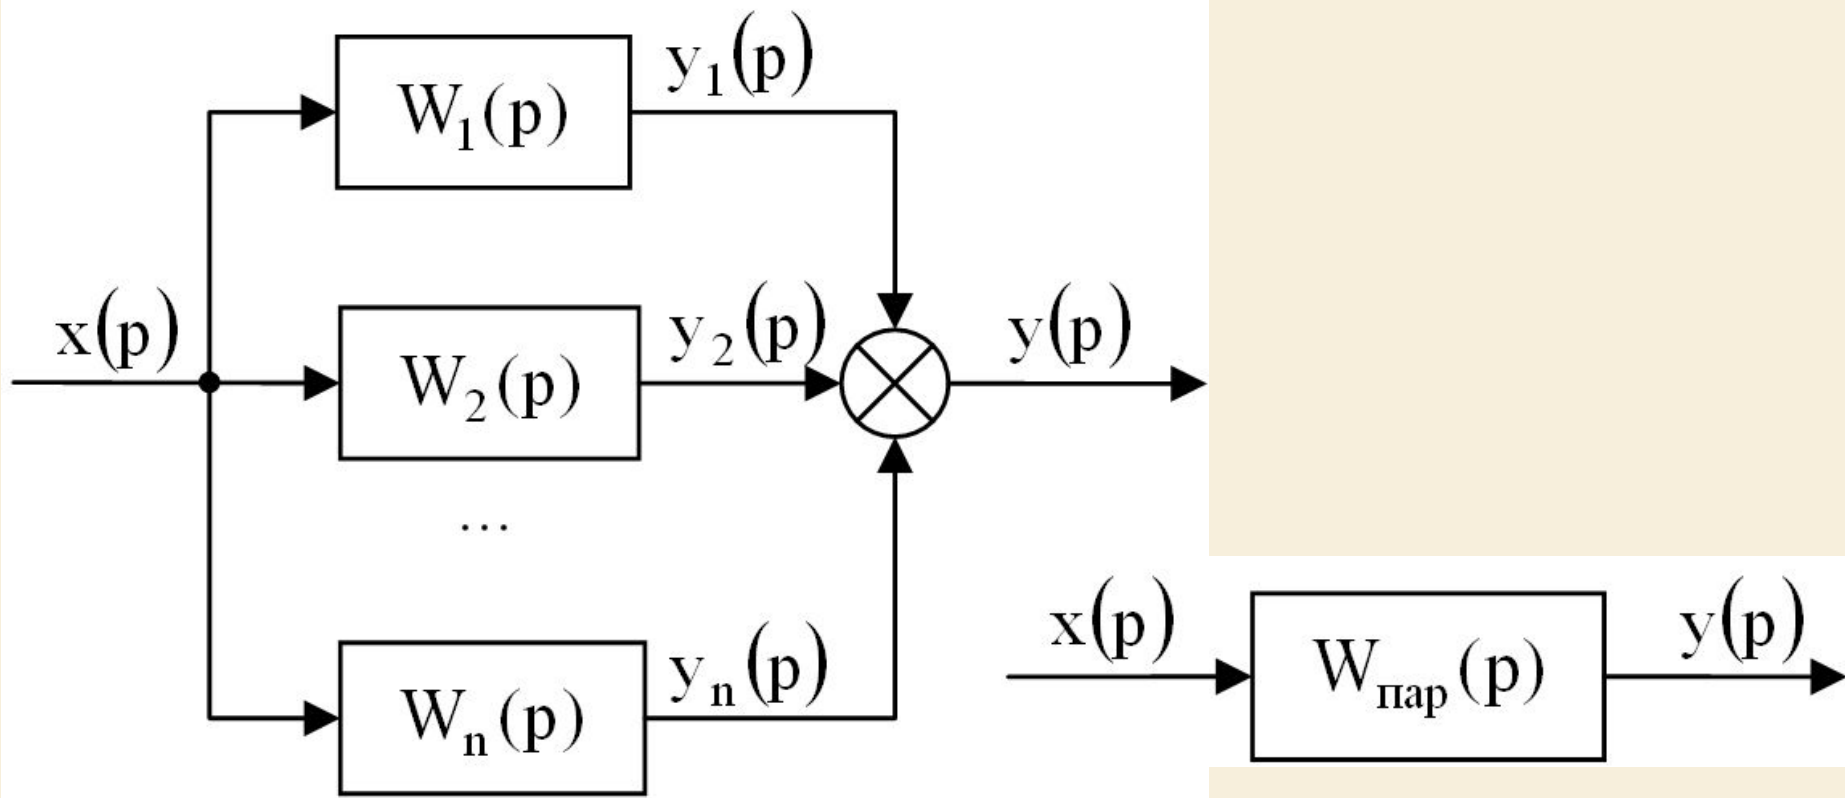 y₁(p)
W₁(p)
x(p)
W₂(p)
y₂(p)
y(p)
...
Wₙ(p)
yₙ(p)
x(p)
Wпар(p)
y(p)